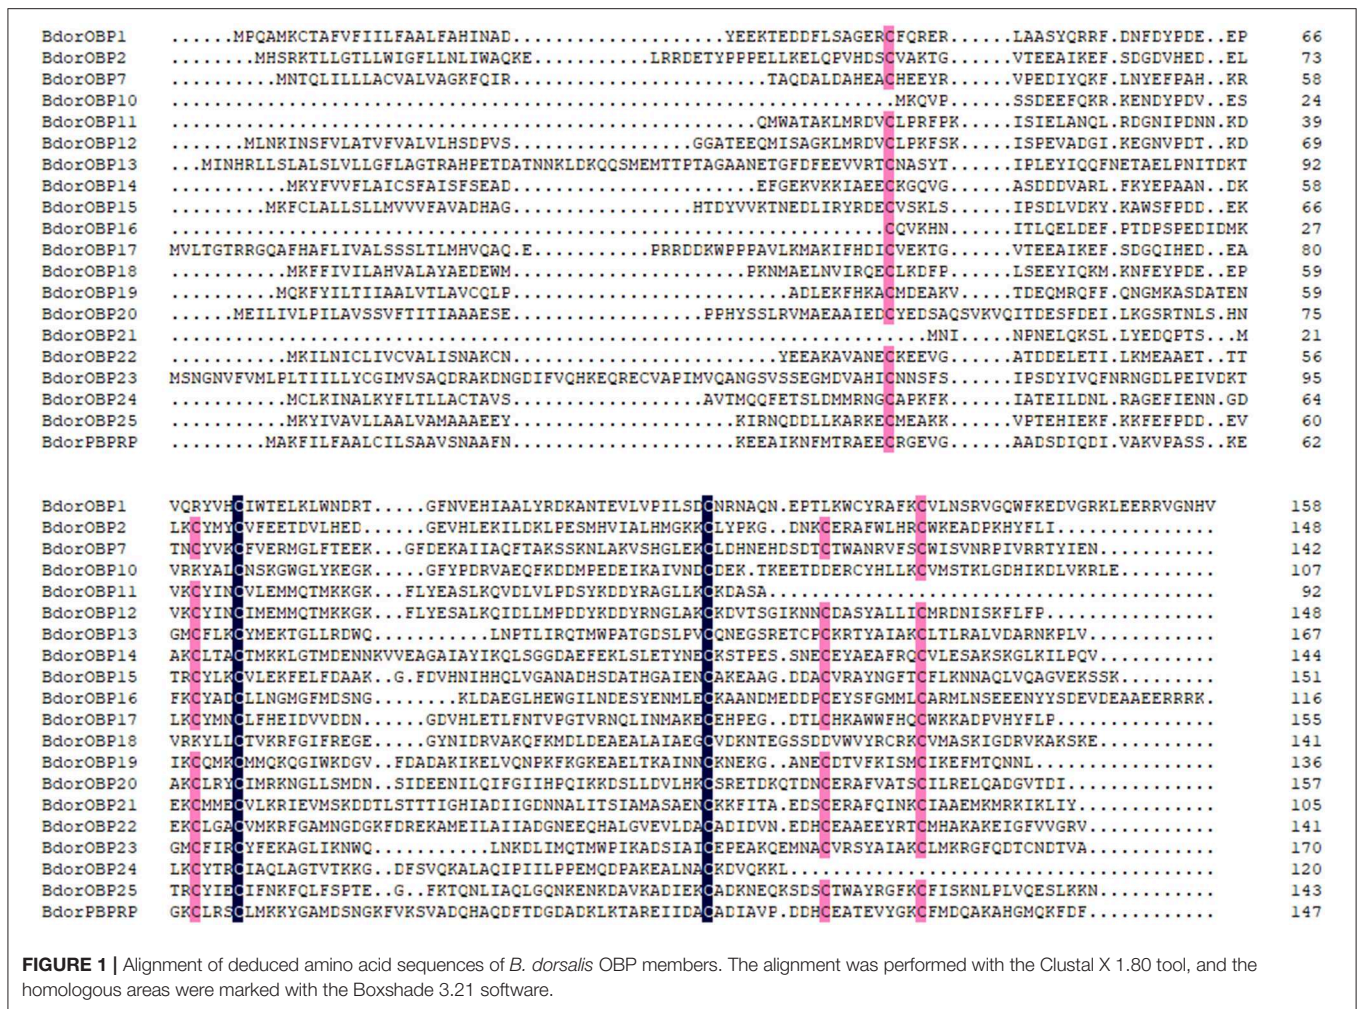 BdorOBP1 ......MPQAMKCTAFVFIILFAALFAHINAD....................YEEKTEDDFLSAGERCFQRER......LAASYQRRF.DNFDYPDE..EP 66
BdorOBP2 ........MHSRKTLLGTLLWIGFLLNLIWAQKE...........LRRDETYPPPELLKELQPVHDSCVAKTG......VTEEAIKEF.SDGDVHED..EL 73
BdorOBP7 ..........MNTQLILLLACVALVAGKFQIR........................TAQDALDAHEACHEEYR......VPEDIYQKF.LNYEFPAH..KR 58
BdorOBP10 ....................................................................MKQVP......SSDEEFQKR.KENDYPDV..ES 24
BdorOBP11 .......................................................QMWATAKLMRDVCLPRFPK.....ISIELANQL.RDGNIPDNN.KD 39
BdorOBP12 .......MLNKINSFVLATVFVALVLHSDPVS.................GGATEEQMISAGKLMRDVCLPKFSK.....ISPEVADGI.KEGNVPDT..KD 69
BdorOBP13 ...MINHRLLSLALSLVLLGFLAGTRAHPETDATNNKLDKQQSMEMTTPTAGAANETGFDFEEVVRTCNASYT......IPLEYIQQFNETAELPNITDKT 92
BdorOBP14 ...........MKYFVVFLAICSFAISFSEAD.......................EFGEKVKKIAEECKGQVG......ASDDDVARL.FKYEPAAN..DK 58
BdorOBP15 .........MKFCLALLSLLMVVVFAVADHAG.................HTDYVVKTNEDLIRYRDECVSKLS......IPSDLVDKY.KAWSFPDD..EK 66
BdorOBP16 ...................................................................CQVKHN......ITLQELDEF.PTDPSPEDIDMK 27
BdorOBP17 MVLTGTRRGQAFHAFLIVALSSSLTLMHVQAQ.E...........PRRDDKWPPPAVLKMAKIFHDICVEKTG......VTEEAIKEF.SDGQIHED..EA 80
BdorOBP18 ...........MKFFIVILAHVALAYAEDEWM......................PKNMAELNVIRQECLKDFP......LSEEYIQKM.KNFEYPDE..EP 59
BdorOBP19 ..........MQKFYILTIIAALVTLAVCQLP..........................ADLEKFHKACMDEAKV.....TDEQMRQFF.QNGMKASDATEN 59
BdorOBP20 ......MEILIVLPILAVSSVFTITIAAAESE..................PPHYSSLRVMAEAAIEDCYEDSAQSVKVQITDESFDEI.LKGSRTNLS.HN 75
BdorOBP21 .......................................................................MNI......NPNELQKSL.LYEDQPTS...M 21
BdorOBP22 ...........MKILNICLIVCVALISNAKCN.........................YEEAKAVANECKEEVG......ATDDELETI.LKMEAAET..TT 56
BdorOBP23 MSNGNVFVMLPLTIILLYCGIMVSAQDRAKDNGDIFVQHKEQRECVAPIMVQANGSVSSEGMDVAHICNNSFS......IPSDYIVQFNRNGDLPEIVDKT 95
BdorOBP24 .........MCLKINALKYFLTLLACTAVS..................AVTMQQFETSLDMMRNGCAPKFK......IATEILDNL.RAGEFIENN.GD 64
BdorOBP25 ...........MKYIVAVLLAALVAMAAAEEY.....................KIRNQDDLLKARKECMEAKK......VPTEHIEKF.KKFEFPDD..EV 60
BdorPBPRP .........MAKFILFAALCILSAAVSNAAFN.....................KEEAIKNFMTRAEECRGEVG......AADSDIQDI.VAKVPASS..KE 62
BdorOBP1 VQRYVHCIWTELKLWNDRT.....GFNVEHIAALYRDKANTEVLVPILSDCNRNAQN.EPTLKWCYRAFKCVLNSRVGQWFKEDVGRKLEERRVGNHV 158
BdorOBP2 LKCYMYCVFEETDVLHED......GEVHLEKILDKLPESMHVIALHMGKKCLYPKG..DNKCERAFWLHRCWKEADPKHYFLI............... 148
BdorOBP7 TNCYVKCFVERMGLFTEEK...GFDEKAIIAQFTAKSSKNLAKVSHGLEKCLDHNEHDSDTCTWANRVFSCWISVNRPIVRRTYIEN........... 142
BdorOBP10 VRKYALCNSKGWGLYKEGK....GFYPDRVAEQFKDDMPEDEIKAIVNDCDEK.TKEETDDERCYHLLKCVMSTKLGDHIKDLVKRLE......... 107
BdorOBP11 VKCYINCVLEMMQTMKKGK...FLYEASLKQVDLVLPDSYKDDYRAGLLKCKDASA.......................................... 92
BdorOBP12 VKCYINCIMEMMQTMKKGK...FLYESALKQIDLLMPDDYKDDYRNGLAKCKDVTSGIKNNCDASYALLICMRDNISKFLFP................ 148
BdorOBP13 GMCFLKCYMEKTGLLRDWQ...........LNPTLIRQTMWPATGDSLPVCQNEGSRETCPCKRTYAIAKCLTLRALVDARNKPLV............ 167
BdorOBP14 AKCLTACTMKKLGTMDENNKVVEAGAIAYIKQLSGGDAEFEKLSLETYNECKSTPES.SNECEYAEAFRQCVLESAKSKGLKILPQV........... 144
BdorOBP15 TRCYLKCVLEKFELFDAAK...G.FDVHNIHHQLVGANADHSDATHGAIENCAKEAAG.DDACVRAYNGFTCFLKNNAQLVQAGVEKSSK......... 151
BdorOBP16 FKCYADCLLNGMGFMDSNG........KLDAEGLHEWGILNDESYENMLECKAANDMEDDPCEYSFGMMLCARMLNSEEENYYSDEVDEAAEERRRK. 116
BdorOBP17 LKCYMNCLFHEIDVVDDN......GDVHLETLFNTVPGTVRNQLINMAKECEHPEG..DTLCHKAWWFHQCWKKADPVHYFLP............... 155
BdorOBP18 VRKYLLCTVKRFGIFREGE.....GYNIDRVAKQFKMDLDEAEALAIAEGCVDKNTEGSSDDVWVYRCRKCVMASKIGDRVKAKSKE........... 141
BdorOBP19 IKCQMKCMMQKQGIWKDGV...FDADAKIKELVQNPKFKGKEAELTKAINNCKNEKG..ANECDTVFKISMCIKEFMTQNNL................ 136
BdorOBP20 AKCLRYCIMRKNGLLSMDN...SIDEENILQIFGIIHPQIKKDSLLDVLHKCSRETDKQTDNCERAFVATSCILRELQADGVTDI.............. 157
BdorOBP21 EKCMMECVLKRIEVMSKDDTLSTTTIGHIADIIGDNNALITSIAMASAENCKKFITA.EDSCERAFQINKCIAAEMKMRKIKLIY............. 105
BdorOBP22 EKCLGACVMKRFGAMNGDGKFDREKAMEILAIIADGNEEQHALGVEVLDACADIDVN.EDHCEAAEEYRTCMHAKAKEIGFVVGRV............ 141
BdorOBP23 GMCFIRCYFEKAGLIKNWQ...........LNKDLIMQTMWPIKADSIAICEPEAKQEMNACVRSYAIAKCLMKRGFQDTCNDTVA............ 170
BdorOBP24 LKCYTRCIAQLAGTVTKKG...DFSVQKALAQIPIILPPEMQDPAKEALNACKDVQKKL....................................... 120
BdorOBP25 TRCYIECIFNKFQLFSPTE...G..FKTQNLIAQLGQNKENKDAVKADIEKCADKNEQKSDSCTWAYRGFKCFISKNLPLVQESLKKN........... 143
BdorPBPRP GKCLRSCLMKKYGAMDSNGKFVKSVADQHAQDFTDGDADKLKTAREIIDACADIAVP.DDHCEATEVYGKCFMDQAKAHGMQKFDF............ 147
FIGURE 1 | Alignment of deduced amino acid sequences of B. dorsalis OBP members. The alignment was performed with the Clustal X 1.80 tool, and the
homologous areas were marked with the Boxshade 3.21 software.